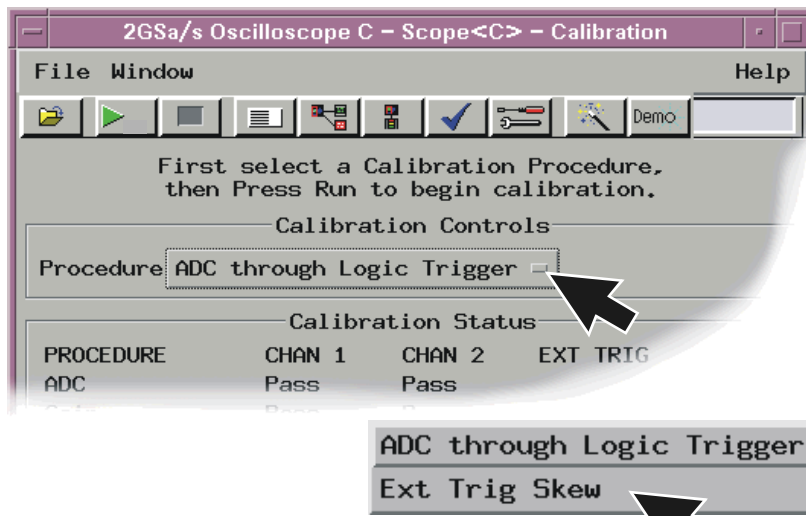 2GSa/s Oscilloscope C – Scope<C> – Calibration
File Window Help
Demo
First select a Calibration Procedure,
then Press Run to begin calibration.
Calibration Controls
Procedure ADC through Logic Trigger
Calibration Status
PROCEDURE CHAN 1 CHAN 2 EXT TRIG
ADC Pass Pass
ADC through Logic Trigger
Ext Trig Skew